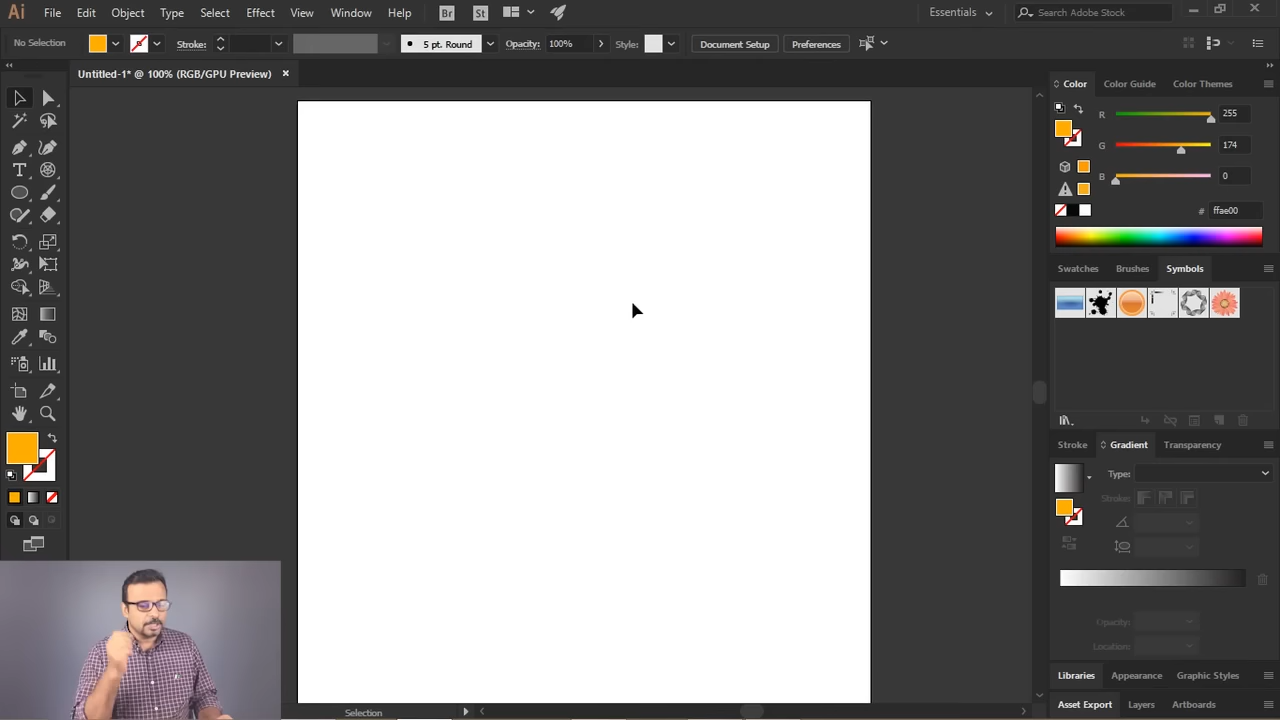 Ai File Edit Object Type Select Effect View Window Help Br St Essentials Search Adobe Stock
No Selection Stroke: 5 pt. Round Opacity: 100% Style: Document Setup Preferences
Untitled-1* @ 100% (RGB/GPU Preview)
Color Color Guide Color Themes
R 255
G 174
B 0
# ffae00
Swatches Brushes Symbols
Stroke Gradient Transparency
Type:
Stroke:
Opacity:
Location:
Libraries Appearance Graphic Styles
Asset Export Layers Artboards
Selection